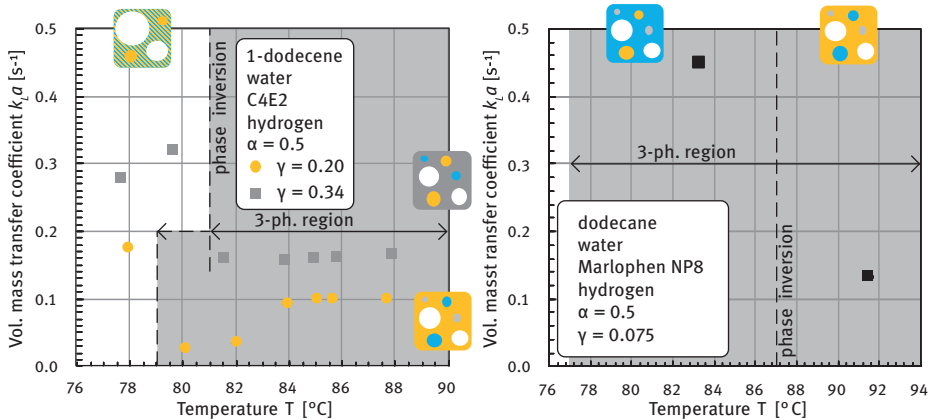 Vol. mass transfer coefficient kLa [s-1]
0.5
0.4
0.3
0.2
0.1
0.0
76 78 80 82 84 86 88 90
Temperature T [°C]
phase inversion
1-dodecene
water
C4E2
hydrogen
α = 0.5
γ = 0.20
γ = 0.34
3-ph. region
Vol. masst ransfer coefficient kLa [s-1]
0.5
0.4
0.3
0.2
0.1
0.0
76 78 80 82 84 86 88 90 92 94
Temperature T [°C]
3-ph. region
phase inversion
dodecane
water
Marlophen NP8
hydrogen
α = 0.5
γ = 0.075